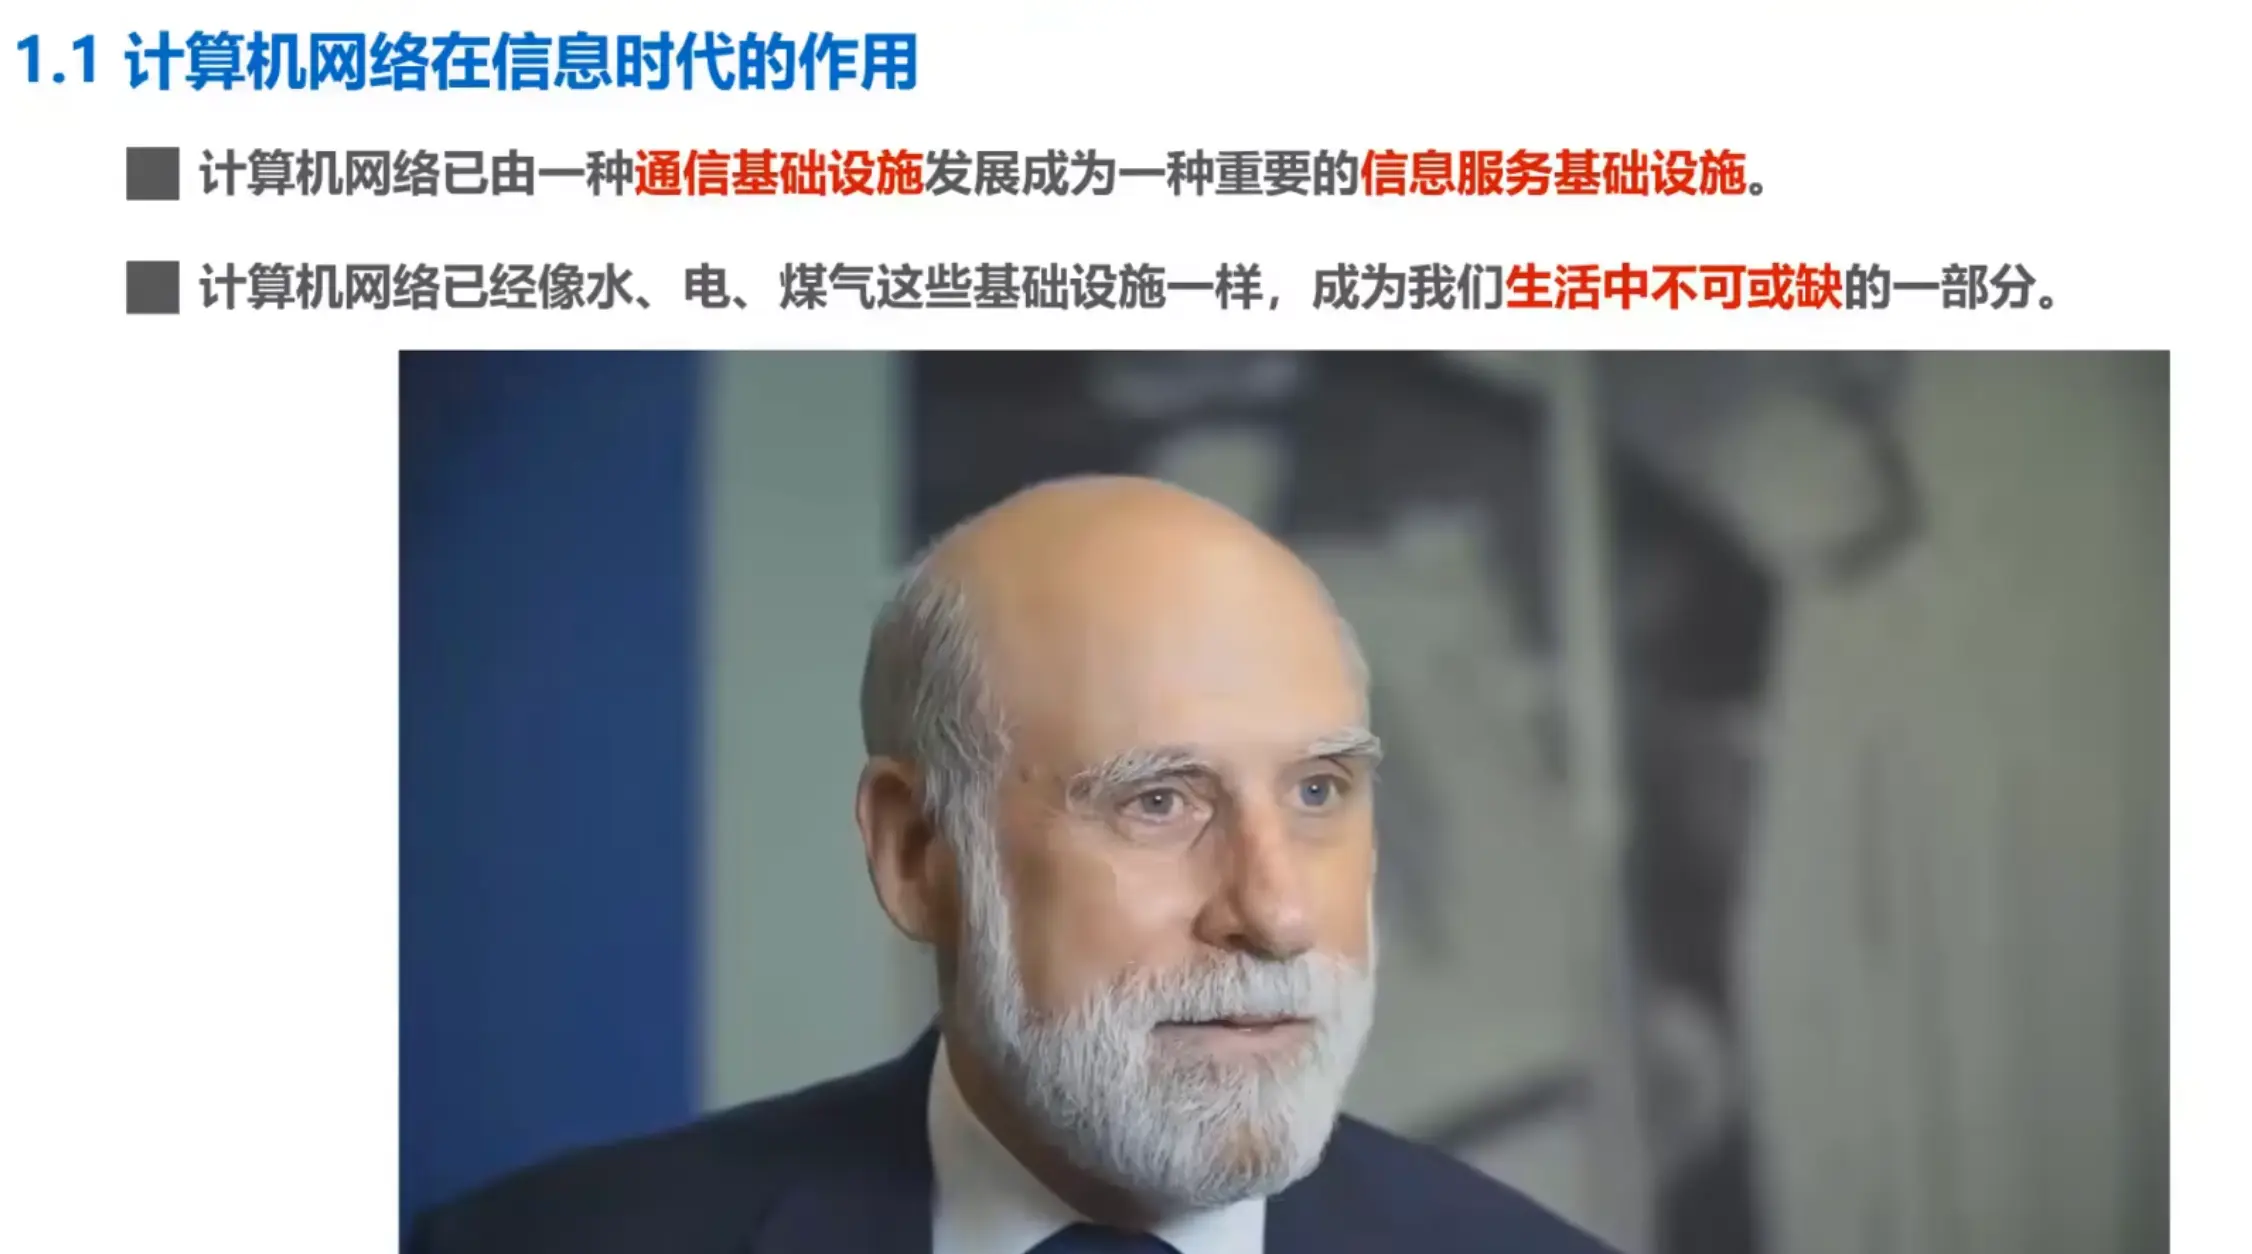 1.1 计算机网络在信息时代的作用
计算机网络已由一种通信基础设施发展成为一种重要的信息服务基础设施。
计算机网络已经像水、电、煤气这些基础设施一样，成为我们生活中不可或缺的一部分。